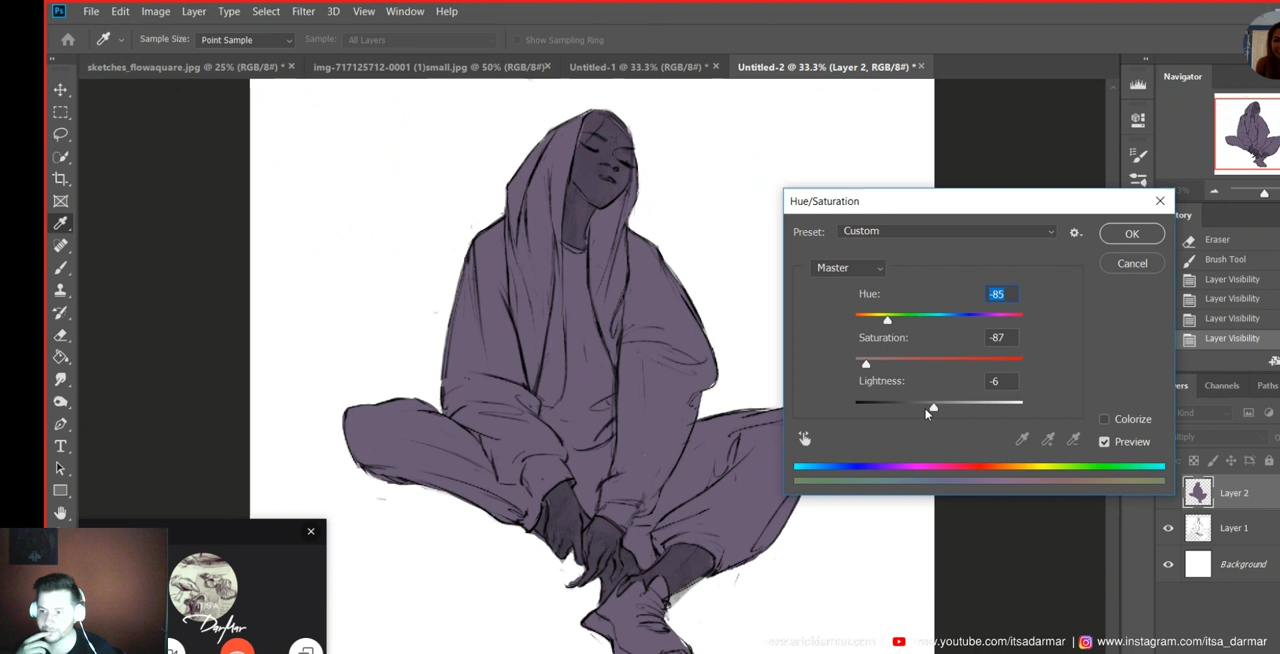 Ps File Edit Image Layer Type Select Filter 3D View Window Help
Sample Size: Point Sample Sample: All Layers Show Sampling Ring
sketches_flowaquare.jpg @ 25% (RGB/8#) * img-717125712-0001 (1)small.jpg @ 50% (RGB/8#) Untitled-1 @ 33.3% (RGB/8#) * Untitled-2 @ 33.3% (Layer 2, RGB/8#) *
Navigator
Hue/Saturation
Preset: Custom
OK
Master
Cancel
Hue: -85
Saturation: -87
Lightness: -6
Colorize
Preview
Eraser
Brush Tool
Layer Visibility
Layer Visibility
Layer Visibility
Layer Visibility
Channels Paths
Kind
Layer 2
Layer 1
Background
DarMar
www.youtube.com/itsadarmar | www.instagram.com/itsa_darmar